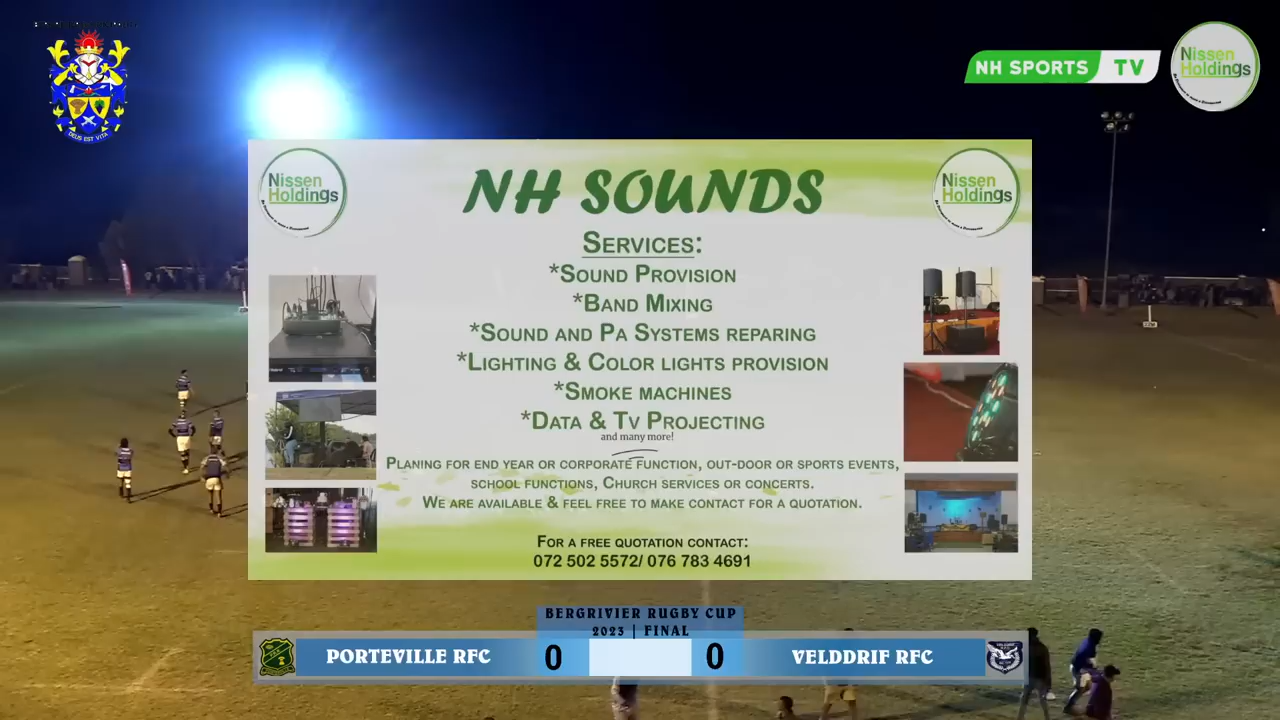 DEUS EST VITA
NH SPORTS TV
Nissen
Holdings
Nissen
Holdings
Nissen
Holdings
NH SOUNDS
SERVICES:
*SOUND PROVISION
*BAND MIXING
*SOUND AND PA SYSTEMS REPARING
*LIGHTING & COLOR LIGHTS PROVISION
*SMOKE MACHINES
*DATA & TV PROJECTING
and many more!
PLANING FOR END YEAR OR CORPORATE FUNCTION, OUT-DOOR OR SPORTS EVENTS,
SCHOOL FUNCTIONS, CHURCH SERVICES OR CONCERTS.
WE ARE AVAILABLE & FEEL FREE TO MAKE CONTACT FOR A QUOTATION.
FOR A FREE QUOTATION CONTACT:
072 502 5572/ 076 783 4691
BERGRIVIER RUGBY CUP
2023 | FINAL
PORTEVILLE RFC 0 0 VELDDRIF RFC